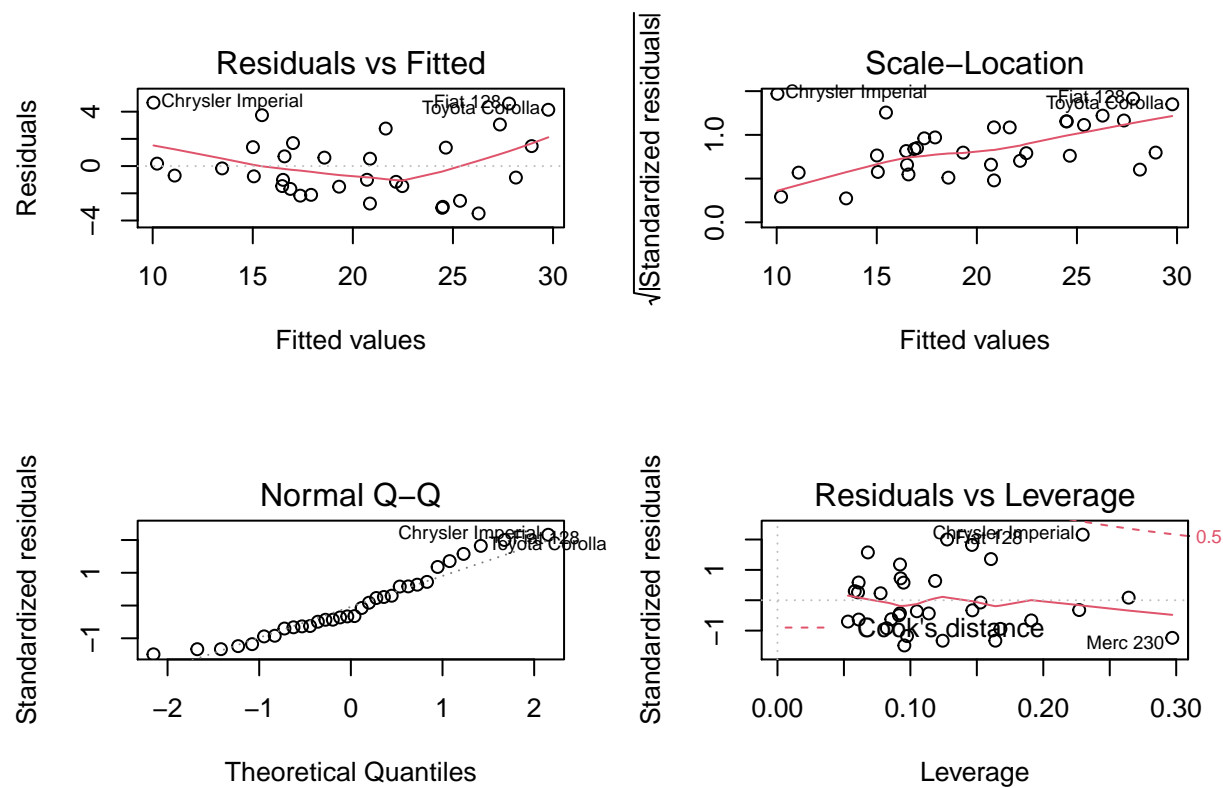 Residuals vs Fitted
Residuals
4
0
−4
Chrysler Imperial
Fiat 128
Toyota Corolla
10 15 20 25 30
Fitted values
Scale−Location
√|Standardized residuals|
1.0
0.0
Chrysler Imperial
Fiat 128
Toyota Corolla
10 15 20 25 30
Fitted values
Normal Q−Q
Standardized residuals
1
−1
Chrysler Imperial
Fiat 128
Toyota Corolla
−2 −1 0 1 2
Theoretical Quantiles
Residuals vs Leverage
Standardized residuals
1
−1
Chrysler Imperial
Fiat 128
0.5
Cook's distance
Merc 230
0.00 0.10 0.20 0.30
Leverage